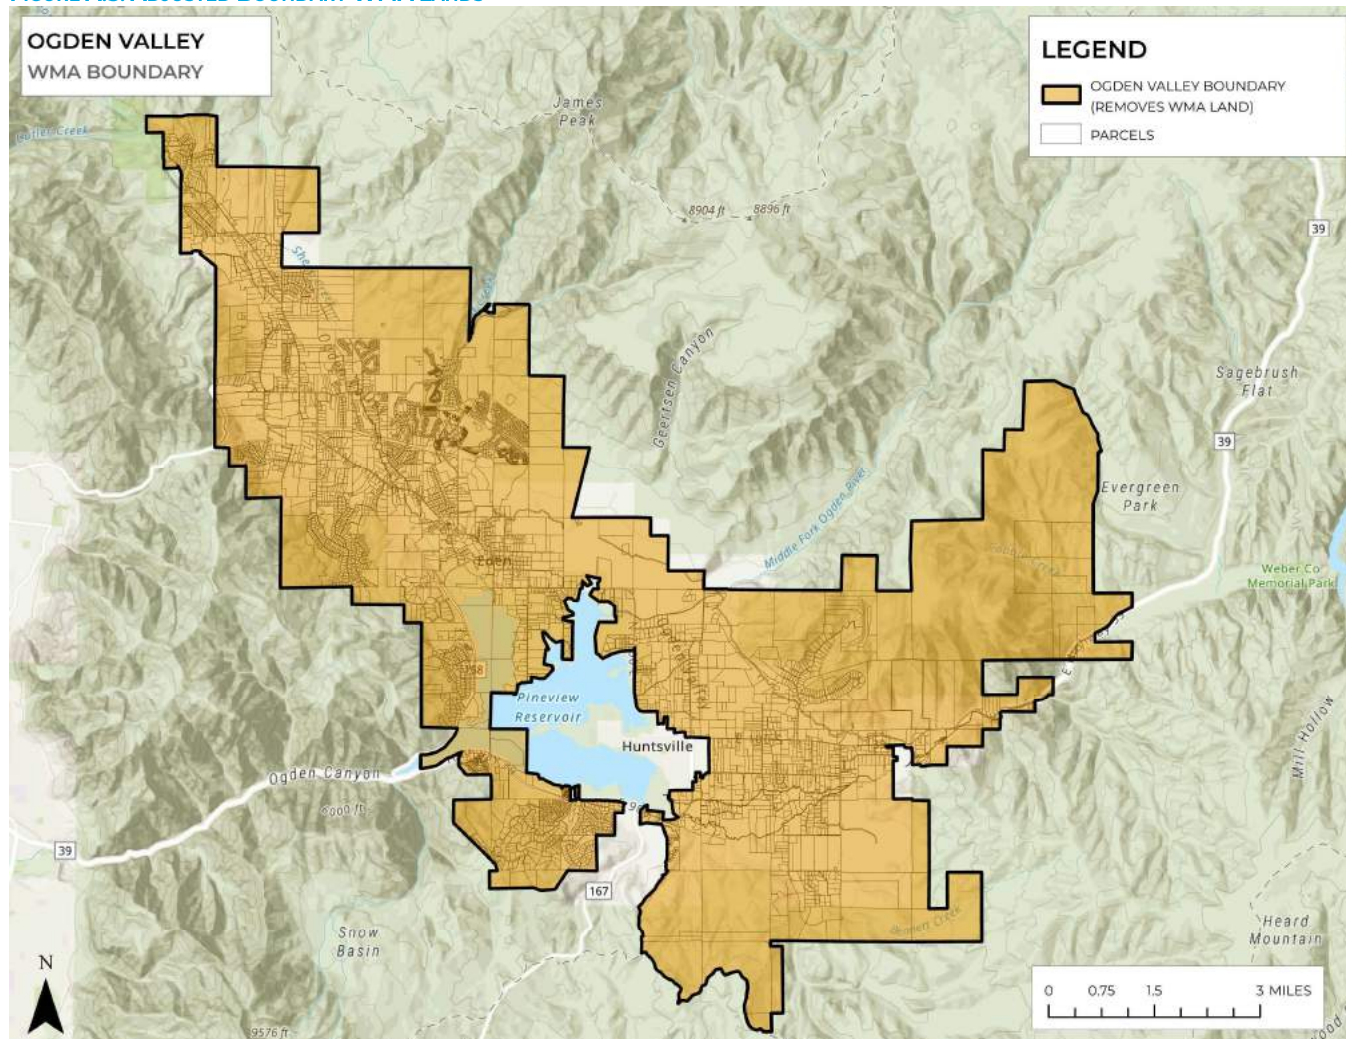 OGDEN VALLEY
WMA BOUNDARY
LEGEND
OGDEN VALLEY BOUNDARY
(REMOVES WMA LAND)
PARCELS
James
Peak
8904 ft
8896 ft
39
Geertsen Canyon
Sagebrush
Flat
39
Evergreen
Park
Middle Fork Ogden River
Weber Co
Memorial Park
Eden
158
Pineview
Reservoir
Huntsville
Ogden Canyon
6000 ft
39
167
Mill Hollow
Snow
Basin
Heard
Mountain
N
9576 ft
0 0.75 1.5 3 MILES